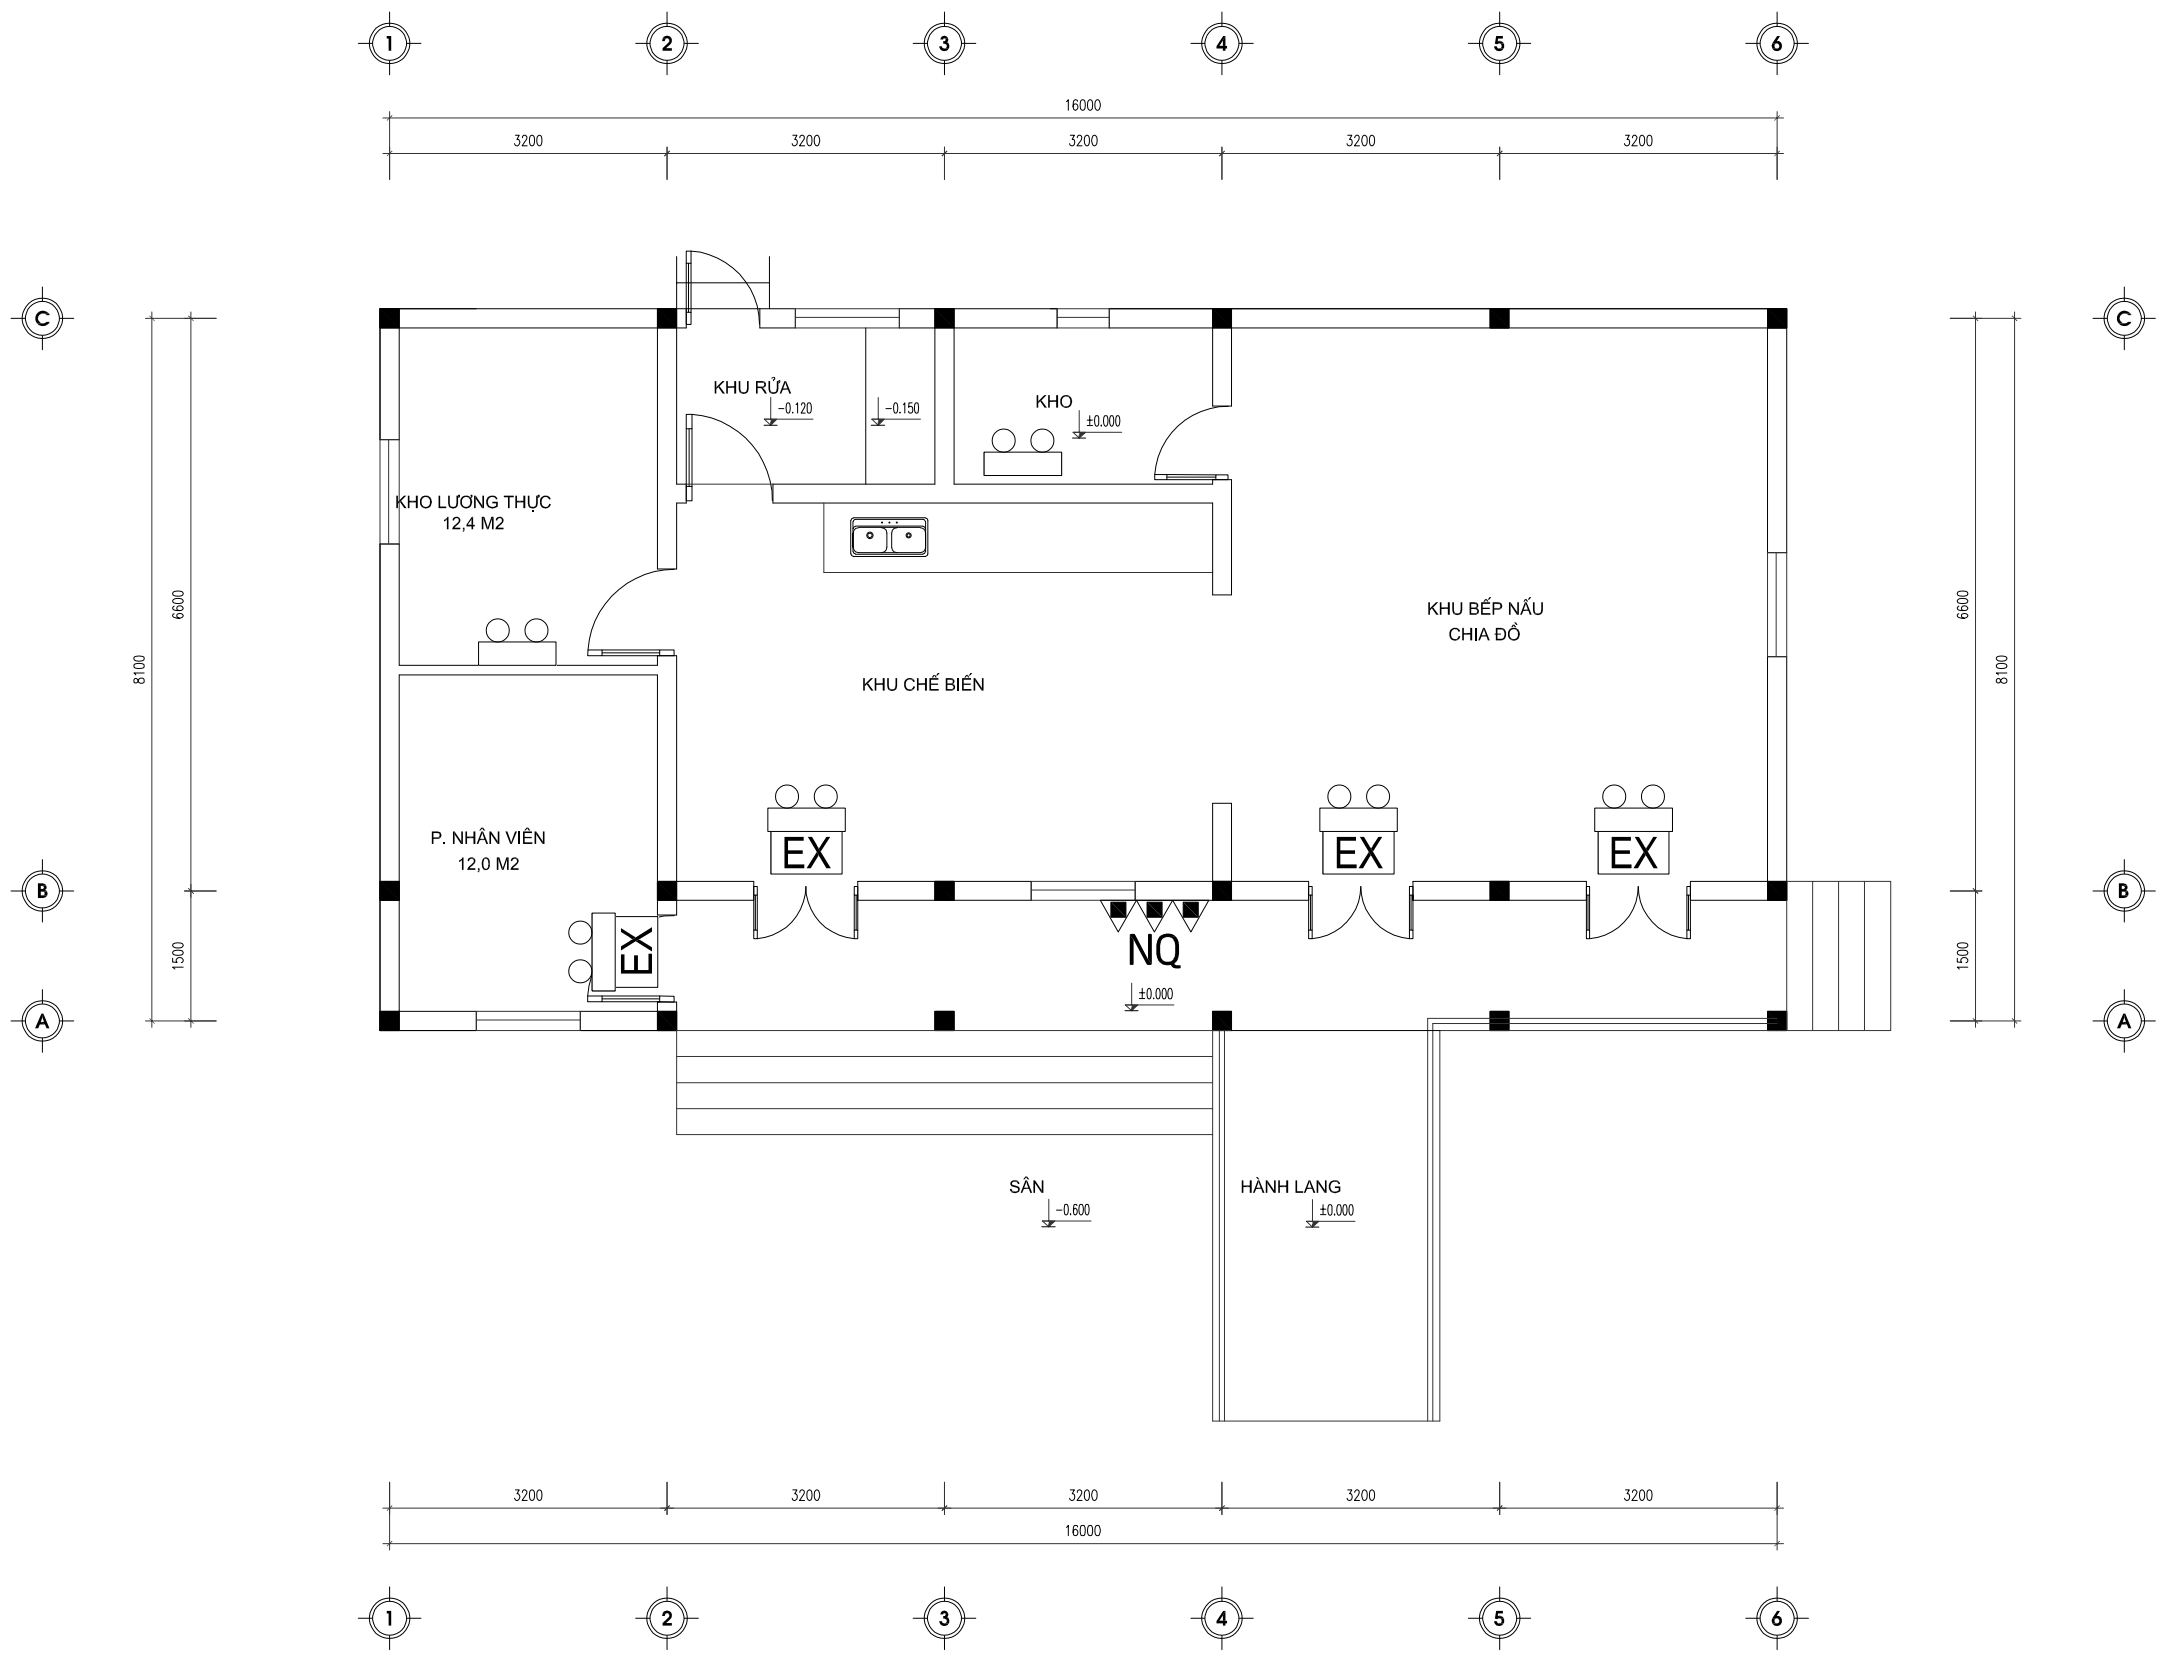 1 2 3 4 5 6
16000
3200 3200 3200 3200 3200
C C
KHU RỬA
-0.120 -0.150
KHO
±0.000
KHO LƯƠNG THỰC
12,4 M2
6600 6600
8100 8100
KHU BẾP NẤU
CHIA ĐỒ
KHU CHẾ BIẾN
P. NHÂN VIÊN
12,0 M2
EX EX EX
B B
EX
NQ
1500 1500
±0.000
A A
SÂN
-0.600
HÀNH LANG
±0.000
3200 3200 3200 3200 3200
16000
1 2 3 4 5 6